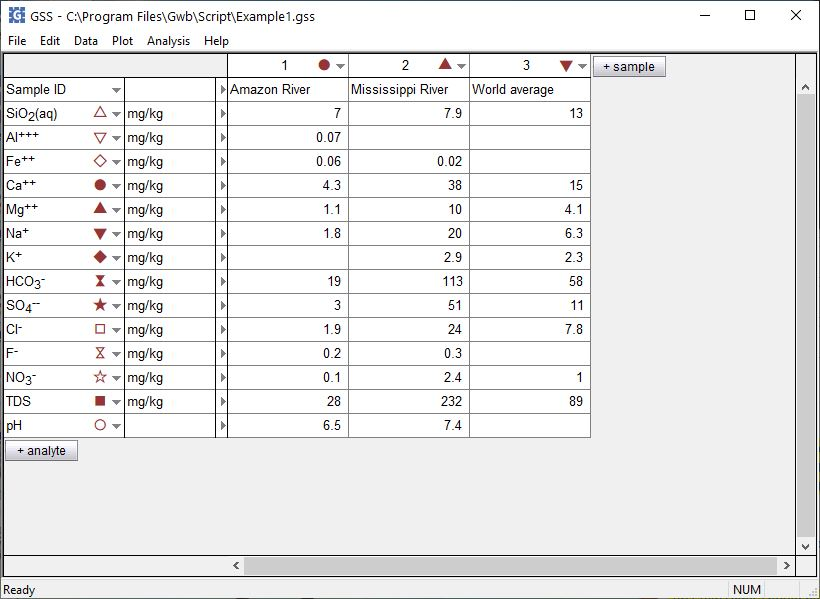 GSS - C:\Program Files\Gwb\Script\Example1.gss
File Edit Data Plot Analysis Help
1 2 3 + sample
Sample ID Amazon River Mississippi River World average
SiO2(aq) mg/kg 7 7.9 13
Al+++ mg/kg 0.07
Fe++ mg/kg 0.06 0.02
Ca++ mg/kg 4.3 38 15
Mg++ mg/kg 1.1 10 4.1
Na+ mg/kg 1.8 20 6.3
K+ mg/kg 2.9 2.3
HCO3- mg/kg 19 113 58
SO4-- mg/kg 3 51 11
Cl- mg/kg 1.9 24 7.8
F- mg/kg 0.2 0.3
NO3- mg/kg 0.1 2.4 1
TDS mg/kg 28 232 89
pH 6.5 7.4
+ analyte
Ready NUM